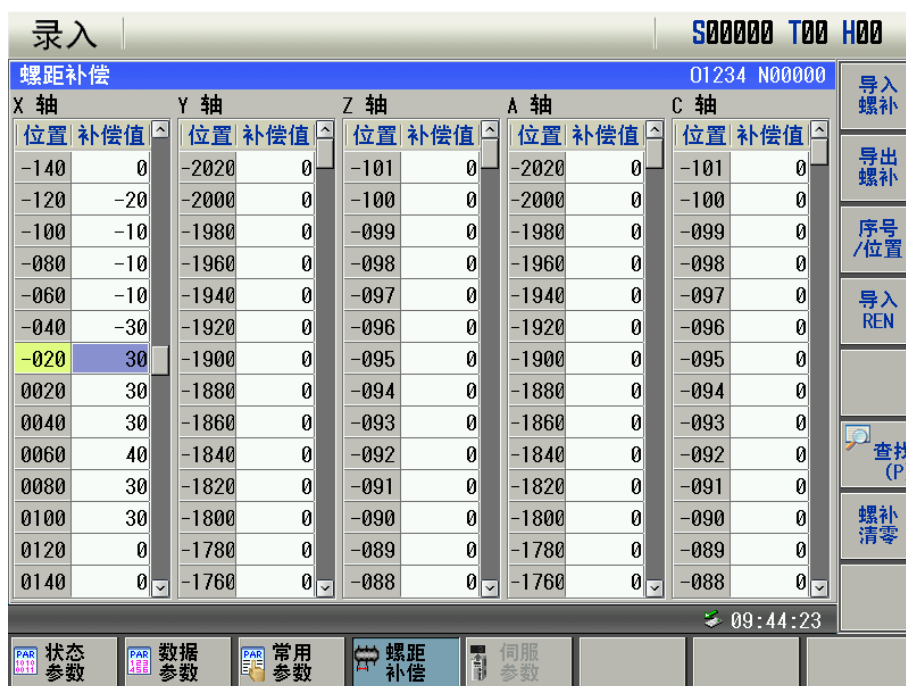 录入 S00000 T00 H00
螺距补偿 O1234 N00000
X 轴 Y 轴 Z 轴 A 轴 C 轴
位置 补偿值 位置 补偿值 位置 补偿值 位置 补偿值 位置 补偿值
-140 0 -2020 0 -101 0 -2020 0 -101 0
-120 -20 -2000 0 -100 0 -2000 0 -100 0
-100 -10 -1980 0 -099 0 -1980 0 -099 0
-080 -10 -1960 0 -098 0 -1960 0 -098 0
-060 -10 -1940 0 -097 0 -1940 0 -097 0
-040 -30 -1920 0 -096 0 -1920 0 -096 0
-020 30 -1900 0 -095 0 -1900 0 -095 0
0020 30 -1880 0 -094 0 -1880 0 -094 0
0040 30 -1860 0 -093 0 -1860 0 -093 0
0060 40 -1840 0 -092 0 -1840 0 -092 0
0080 30 -1820 0 -091 0 -1820 0 -091 0
0100 30 -1800 0 -090 0 -1800 0 -090 0
0120 0 -1780 0 -089 0 -1780 0 -089 0
0140 0 -1760 0 -088 0 -1760 0 -088 0
导入
螺补
导出
螺补
序号
/位置
导入
REN
查找
(P
螺补
清零
09:44:23
PAR 1010 0011 状态
参数
PAR 123 456 数据
参数
PAR 常用
参数
螺距
补偿
伺服
参数